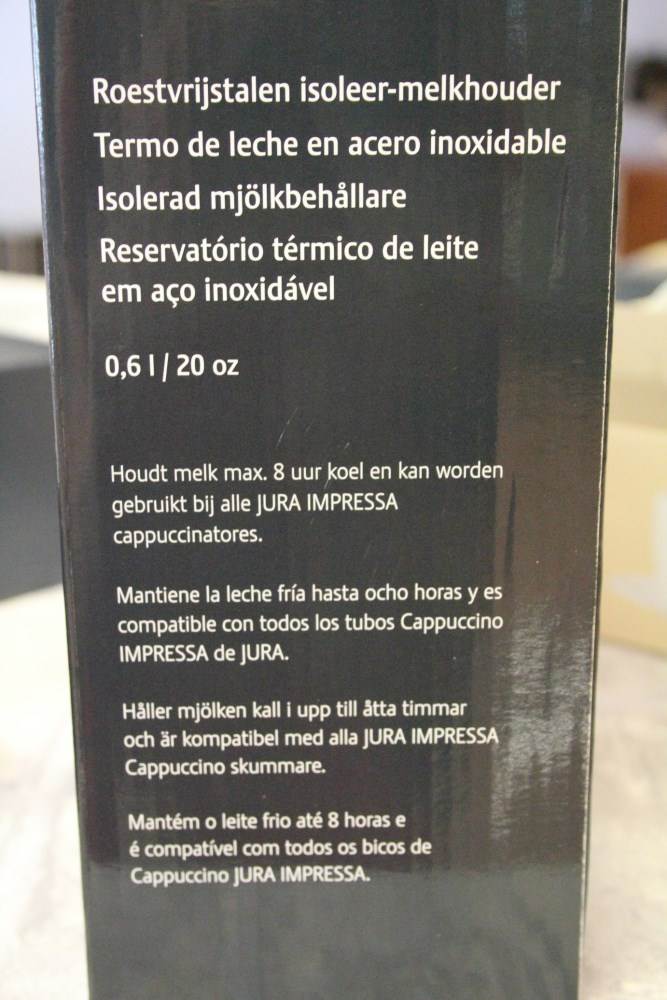 Roestvrijstalen isoleer-melkhouder
Termo de leche en acero inoxidable
Isolerad mjölkbehållare
Reservatório térmico de leite
em aço inoxidável
0,6 l / 20 oz
Houdt melk max. 8 uur koel en kan worden
gebruikt bij alle JURA IMPRESSA
cappuccinatores.
Mantiene la leche fría hasta ocho horas y es
compatible con todos los tubos Cappuccino
IMPRESSA de JURA.
Håller mjölken kall i upp till åtta timmar
och är kompatibel med alla JURA IMPRESSA
Cappuccino skummare.
Mantém o leite frio até 8 horas e
é compatível com todos os bicos de
Cappuccino JURA IMPRESSA.